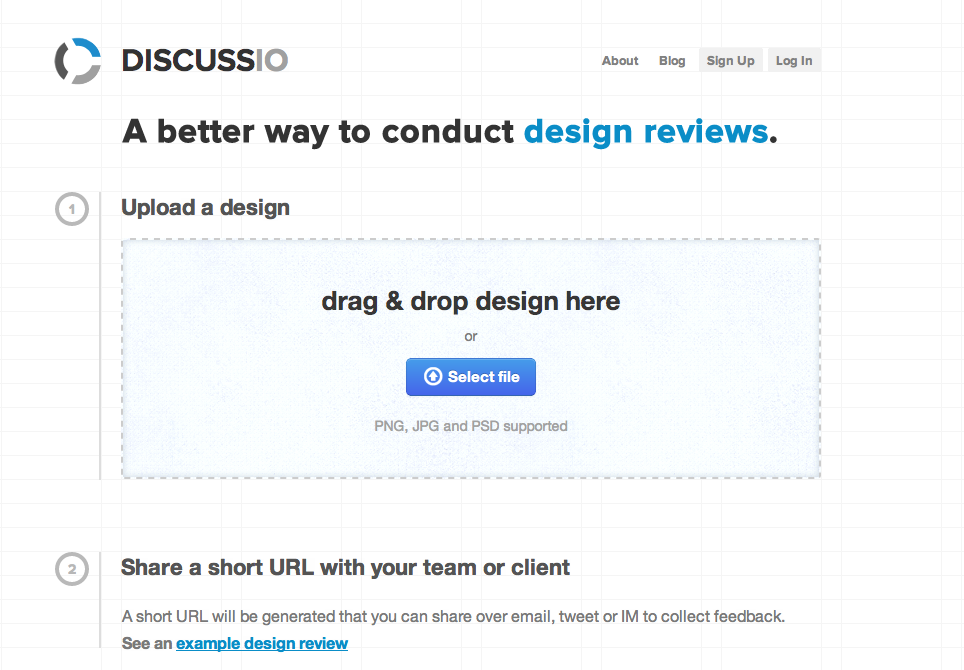 DISCUSSIO
About Blog Sign Up Log In
A better way to conduct design reviews.
1 Upload a design
drag & drop design here
or
Select file
PNG, JPG and PSD supported
2 Share a short URL with your team or client
A short URL will be generated that you can share over email, tweet or IM to collect feedback.
See an example design review